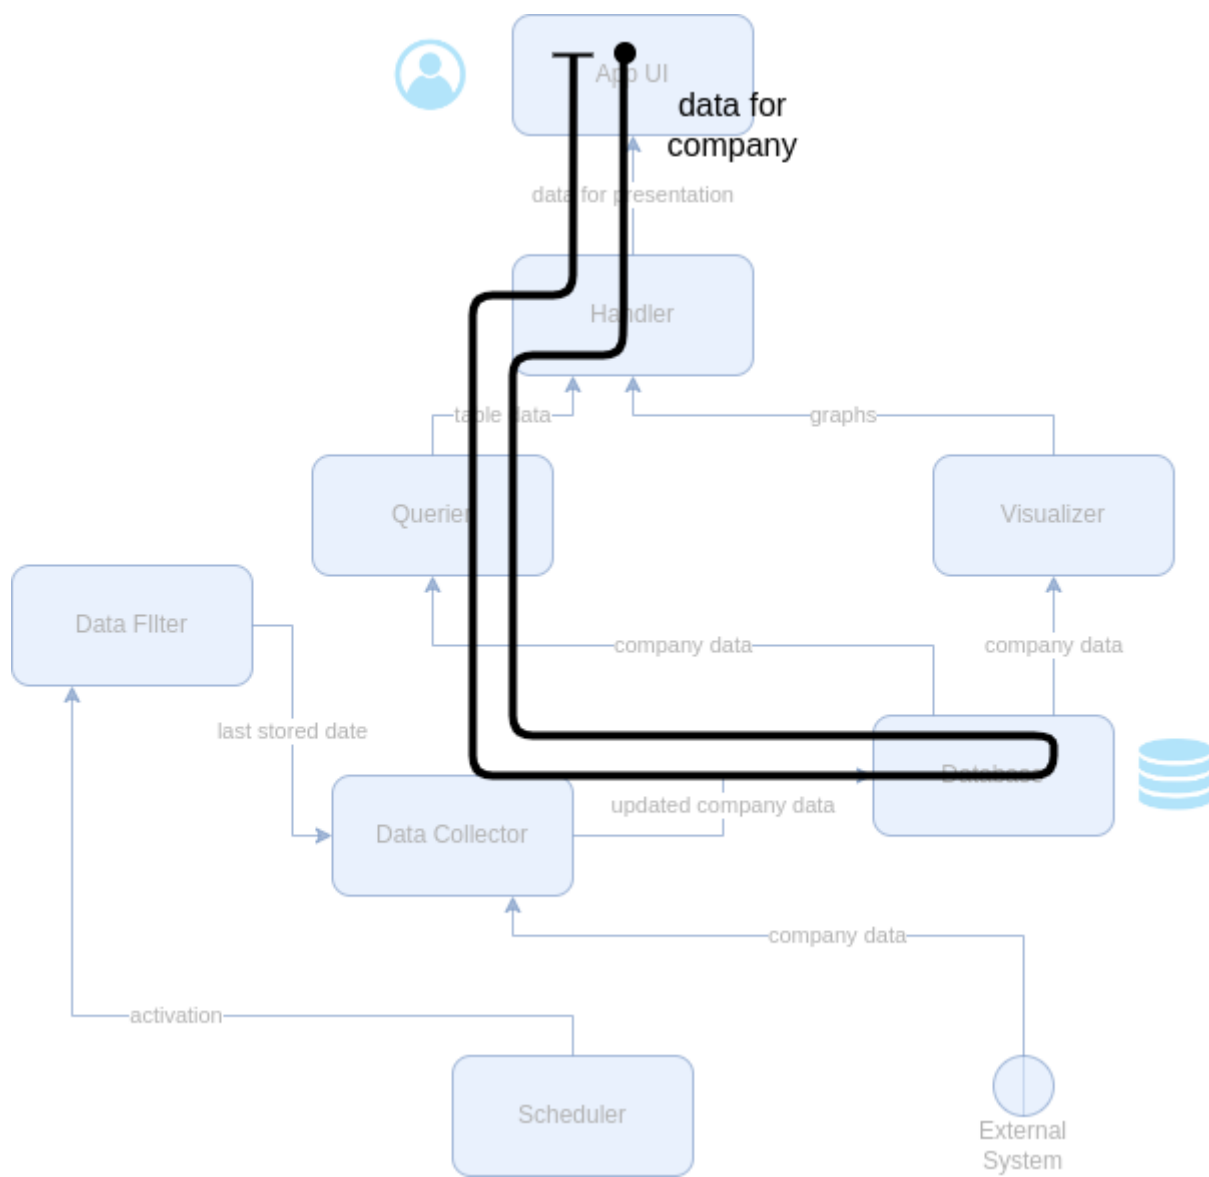 App UI
data for
company
data for presentation
Handler
table data
graphs
Querier
Visualizer
Data FIlter
company data
company data
last stored date
Database
updated company data
Data Collector
company data
activation
Scheduler
External
System